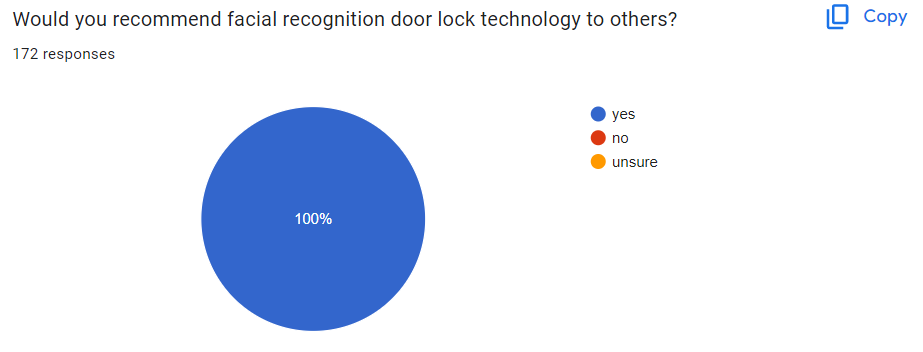 Would you recommend facial recognition door lock technology to others?
Copy
172 responses
yes
no
unsure
100%